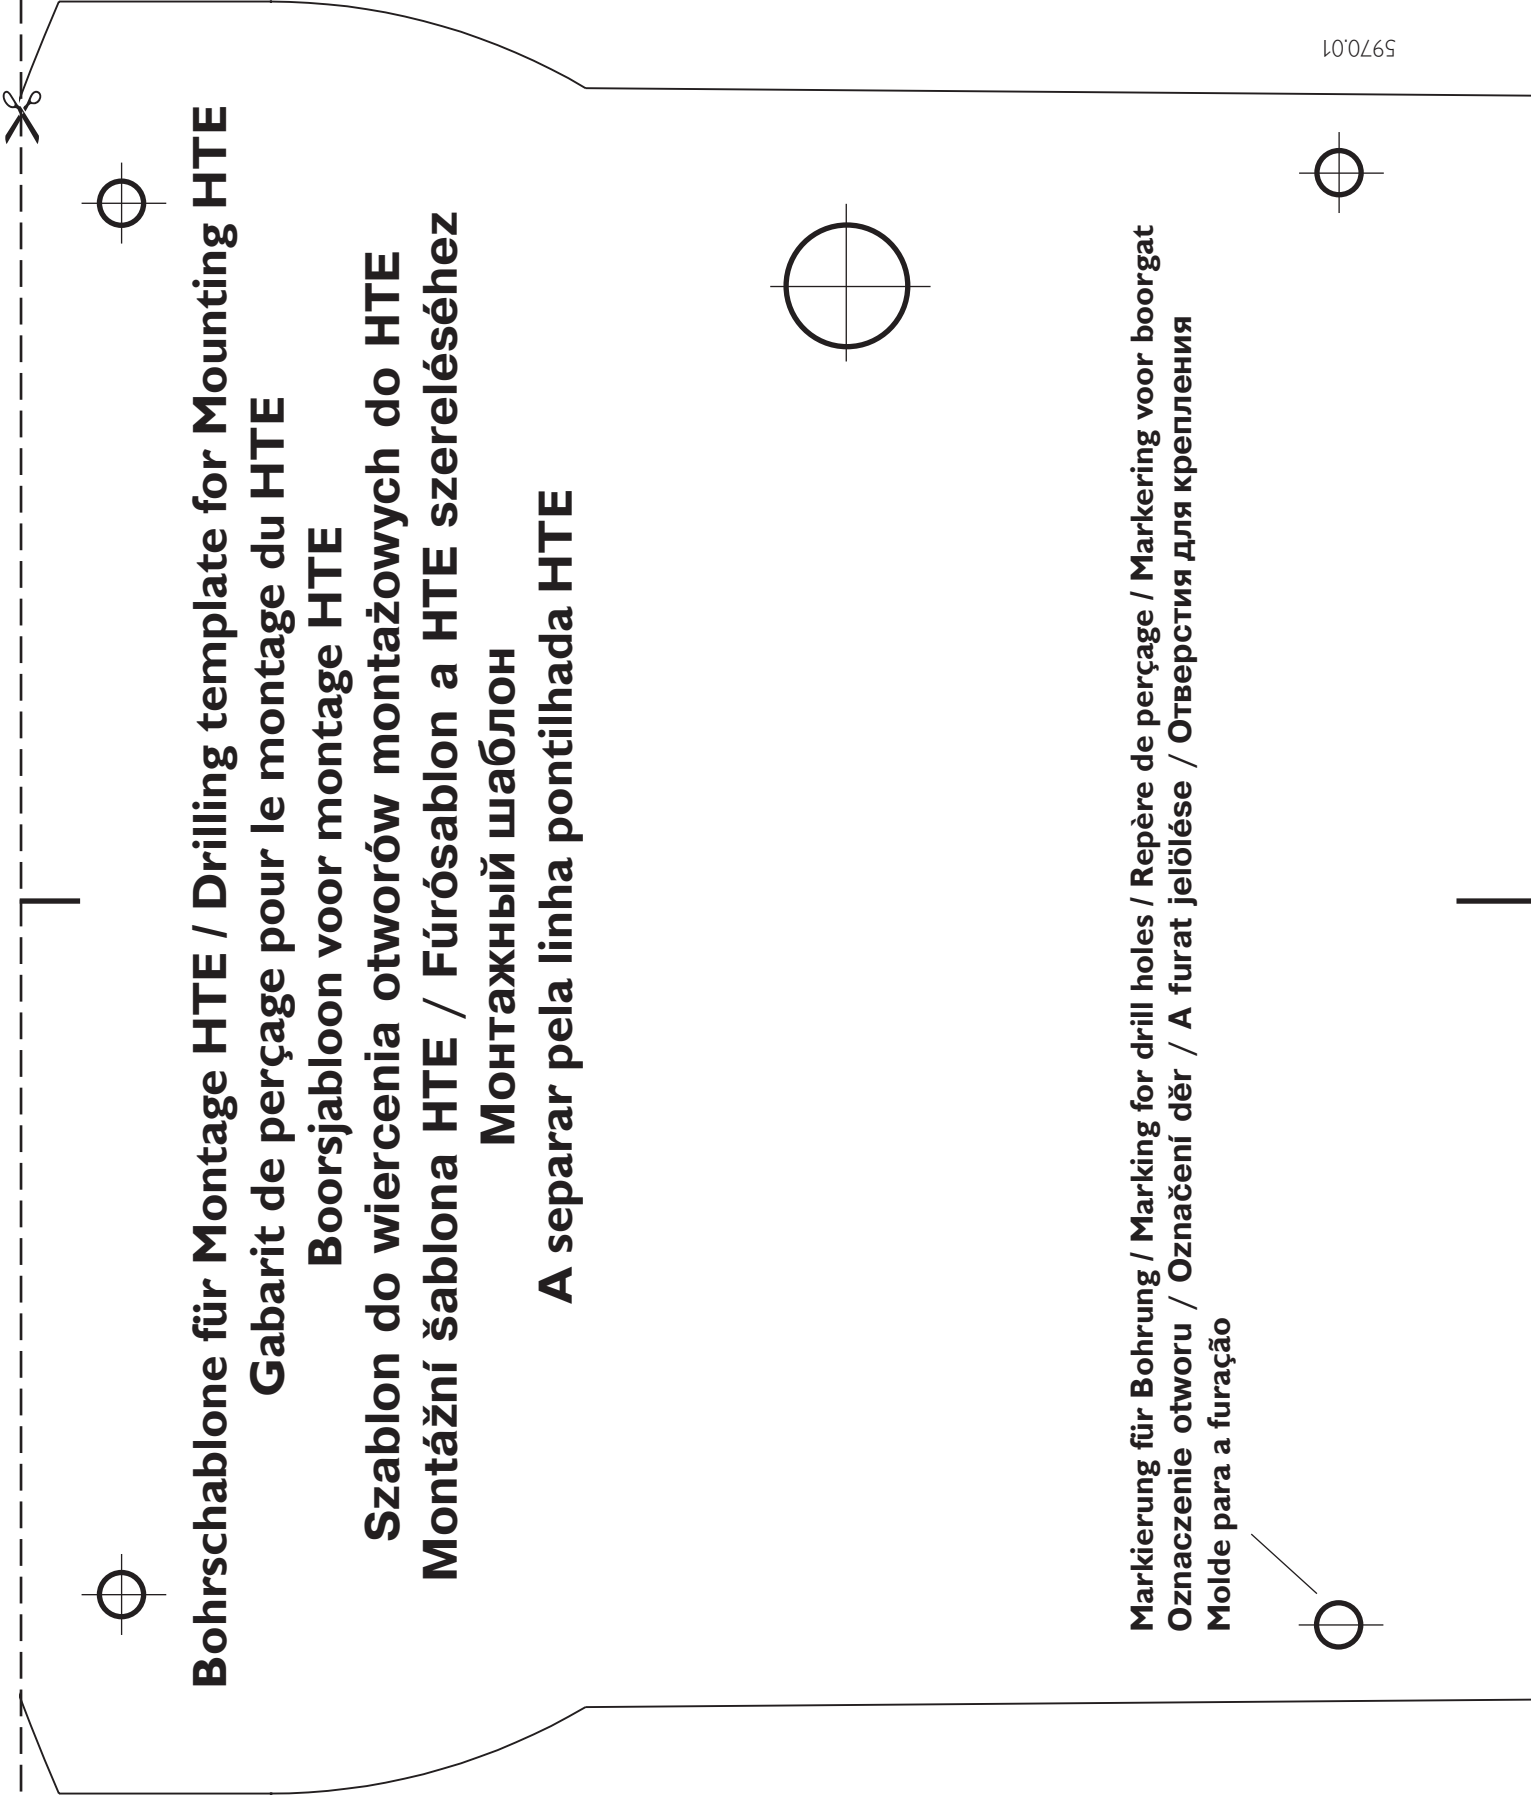 Bohrschablone für Montage HTE / Drilling template for Mounting HTE
Gabarit de perçage pour le montage du HTE
Boorsjabloon voor montage HTE
Szablon do wiercenia otworów montażowych do HTE
Montážní šablona HTE / Fúrósablon a HTE szereléséhez
Монтажный шаблон
A separar pela linha pontilhada HTE
Markierung für Bohrung / Marking for drill holes / Repère de perçage / Markering voor boorgat
Oznaczenie otworu / Označení děr / A furat jelölése / Отверстия для крепления
Molde para a furação
5970.01